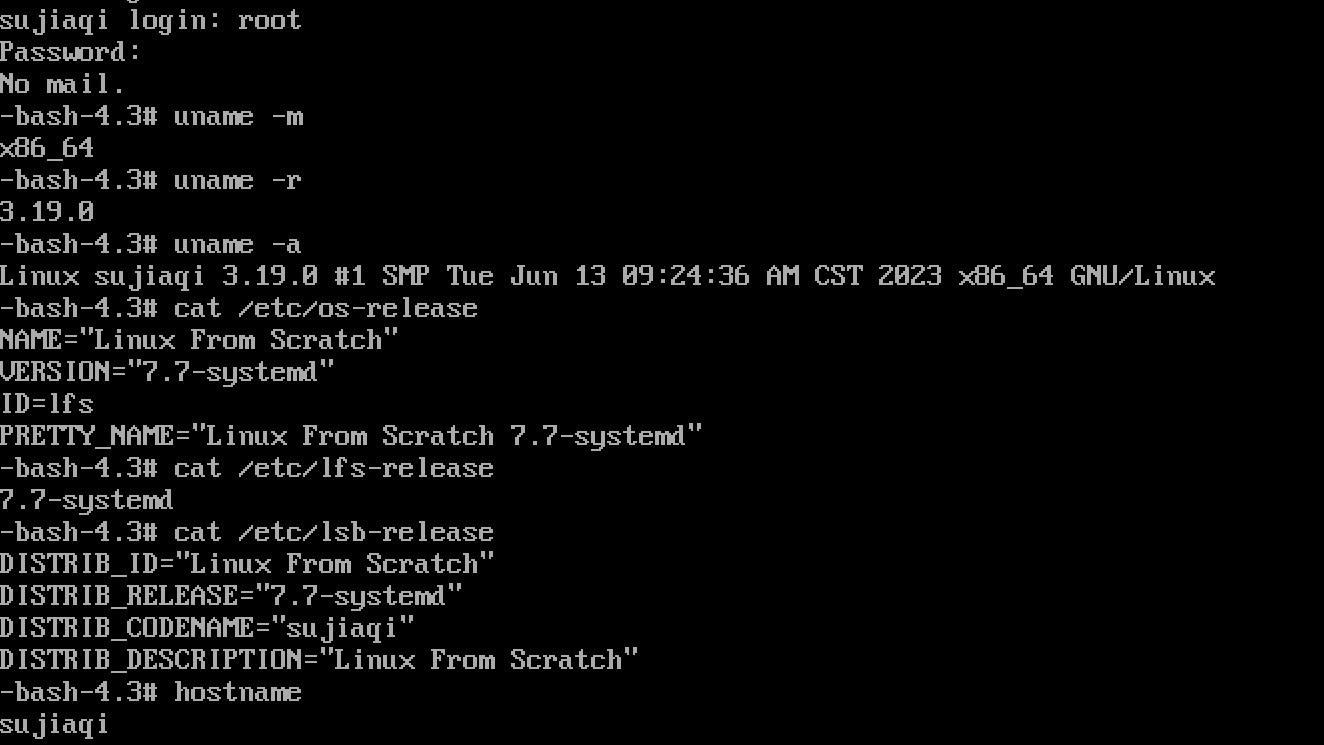 sujiaqi login: root
Password:
No mail.
-bash-4.3# uname -m
x86_64
-bash-4.3# uname -r
3.19.0
-bash-4.3# uname -a
Linux sujiaqi 3.19.0 #1 SMP Tue Jun 13 09:24:36 AM CST 2023 x86_64 GNU/Linux
-bash-4.3# cat /etc/os-release
NAME="Linux From Scratch"
VERSION="7.7-systemd"
ID=lfs
PRETTY_NAME="Linux From Scratch 7.7-systemd"
-bash-4.3# cat /etc/lfs-release
7.7-systemd
-bash-4.3# cat /etc/lsb-release
DISTRIB_ID="Linux From Scratch"
DISTRIB_RELEASE="7.7-systemd"
DISTRIB_CODENAME="sujiaqi"
DISTRIB_DESCRIPTION="Linux From Scratch"
-bash-4.3# hostname
sujiaqi